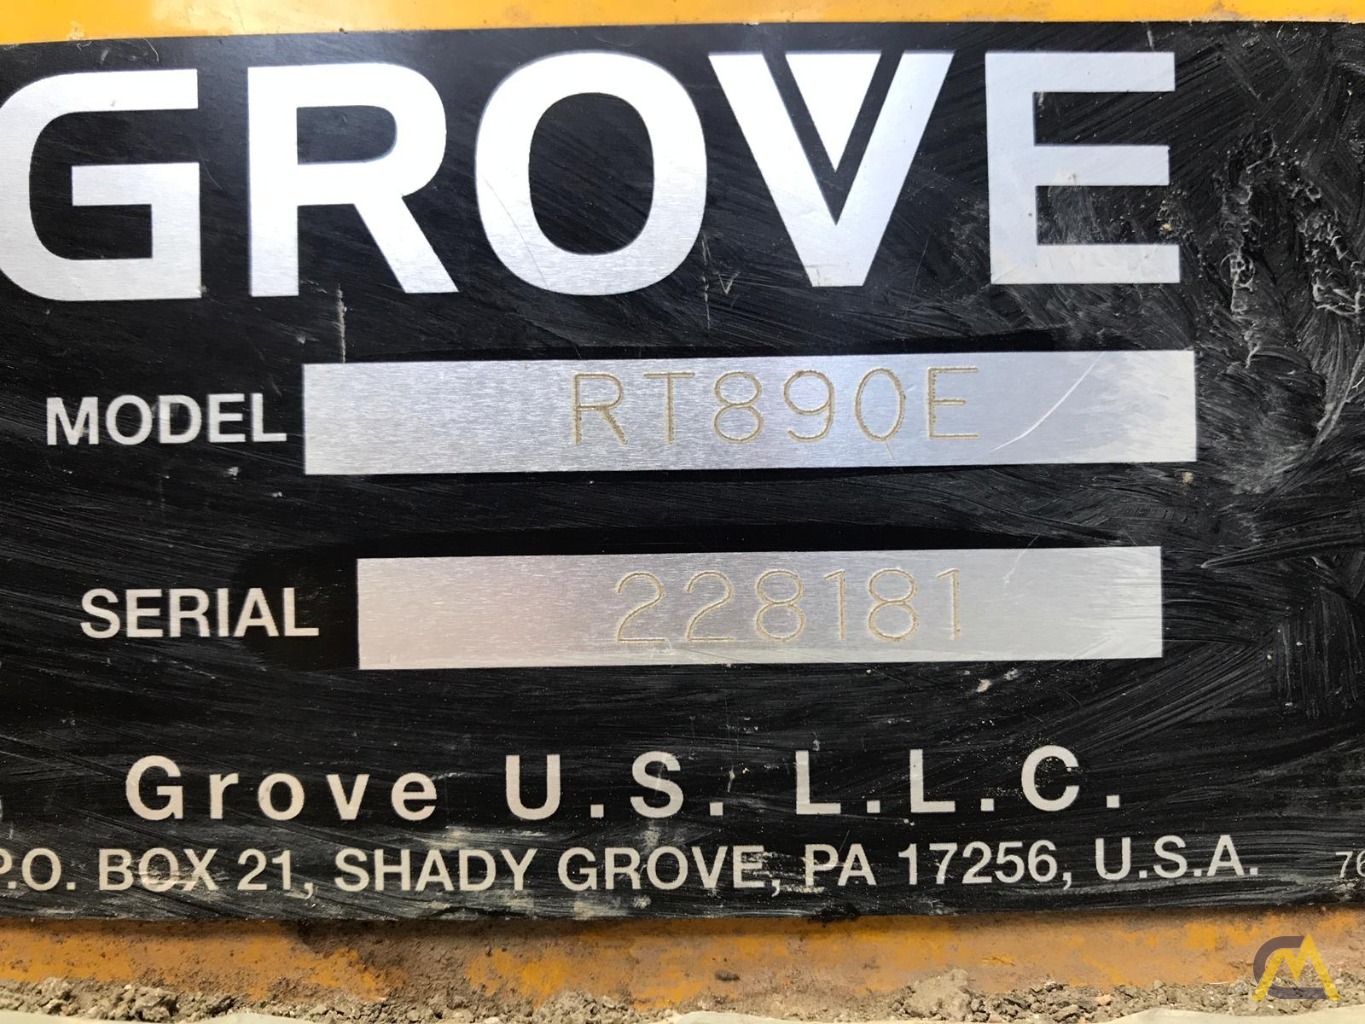 GROVE
MODEL RT890E
SERIAL 228181
Grove U.S. L.L.C.
P.O. BOX 21, SHADY GROVE, PA 17256, U.S.A.